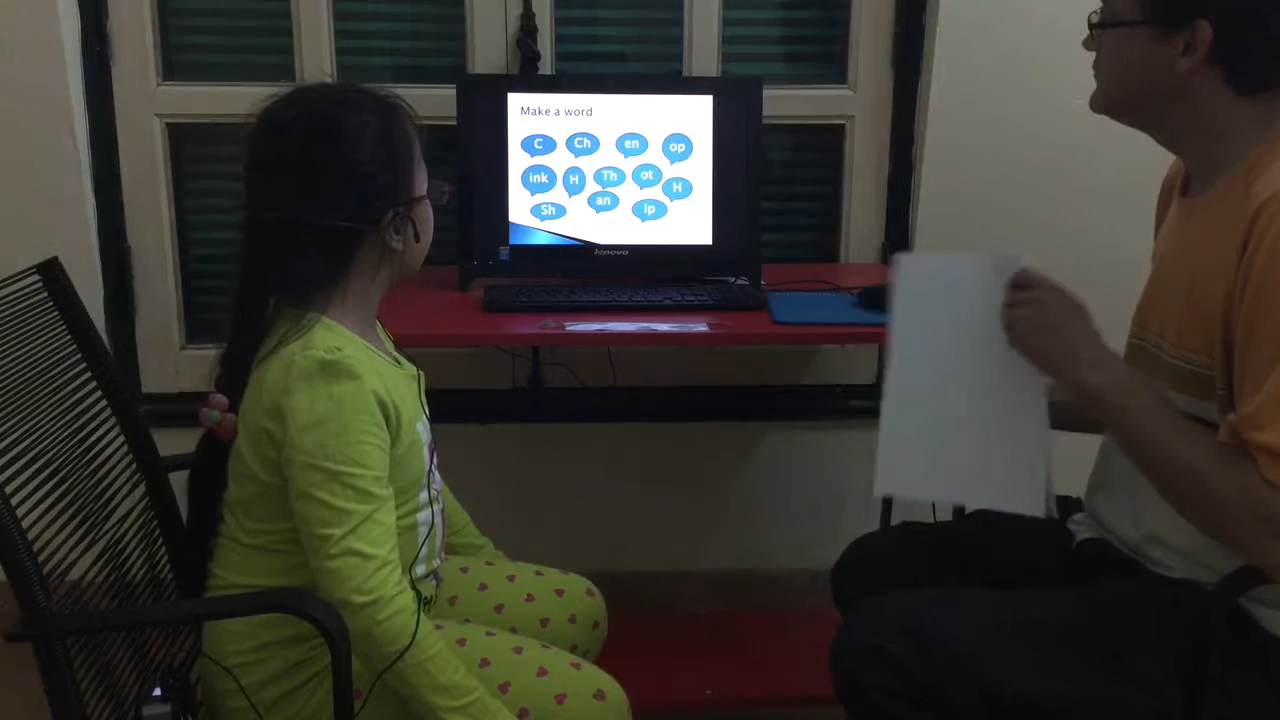 Make a word
C Ch en op
ink H Th ot H
Sh an ip
lenovo